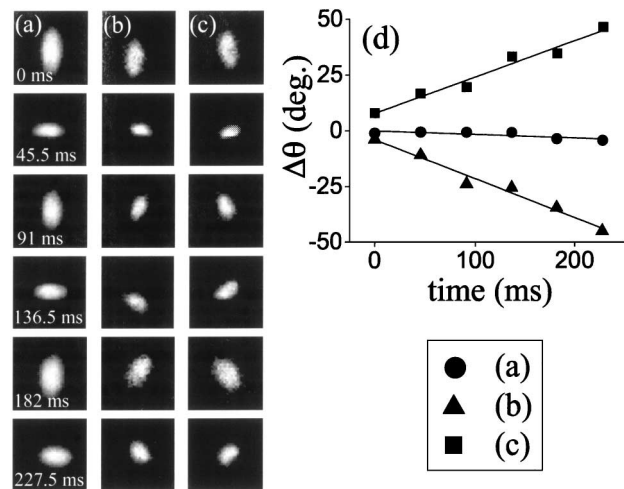 (a)
(b)
(c)
0 ms
45.5 ms
91 ms
136.5 ms
182 ms
227.5 ms
(d)
Δθ (deg.)
50
25
0
-25
-50
0
100
200
time (ms)
(a)
(b)
(c)